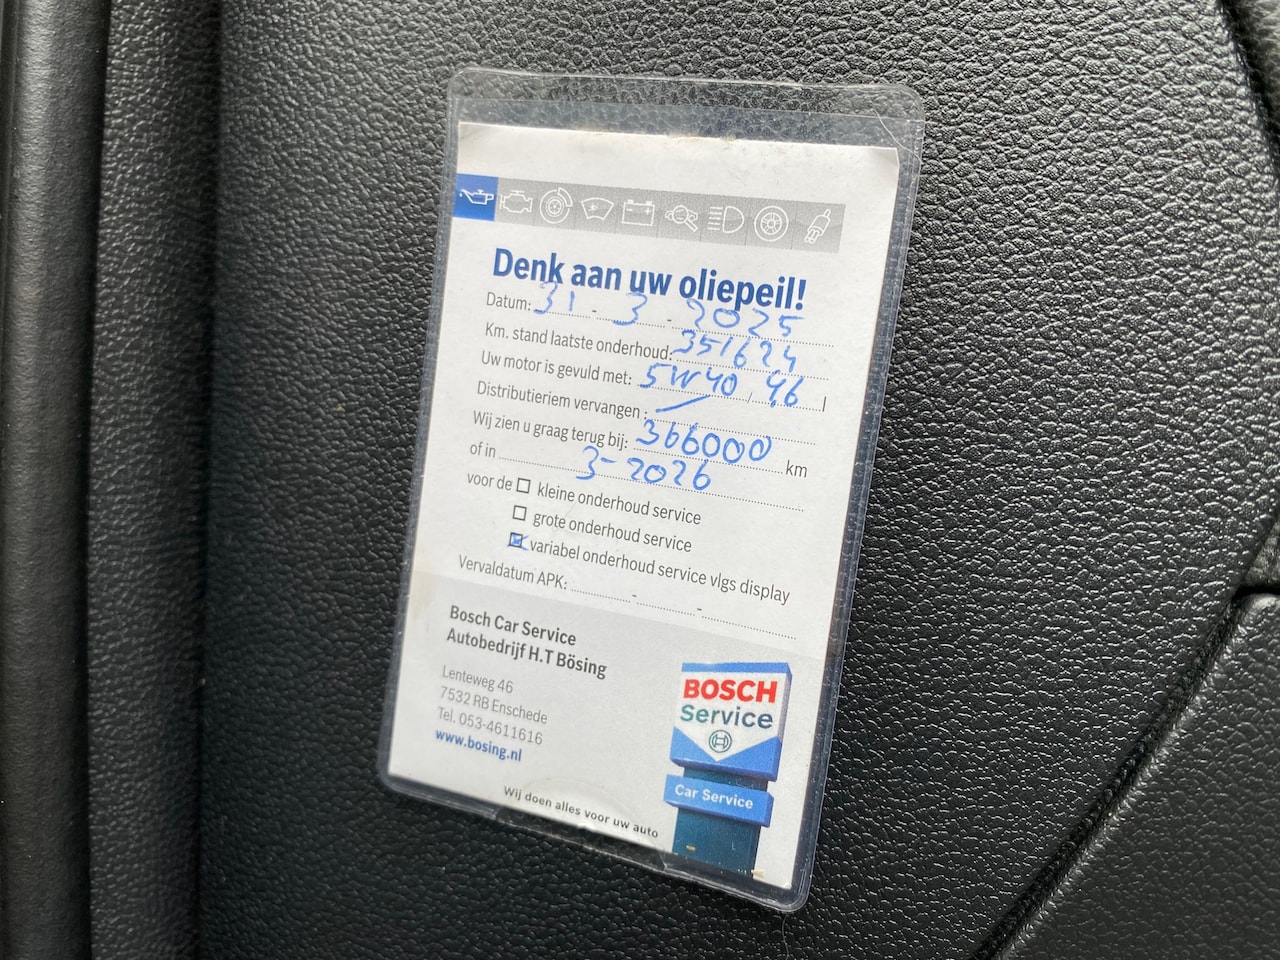 Denk aan uw oliepeil!
Datum: 31 - 3 - 2025
Km. stand laatste onderhoud: 351624
Uw motor is gevuld met: 5W40 / 4,6 l
Distributieriem vervangen : —
Wij zien u graag terug bij: 366000 km
of in 3-2026
voor de ☐ kleine onderhoud service
☐ grote onderhoud service
☒ variabel onderhoud service vlgs display
Vervaldatum APK: - -
Bosch Car Service
Autobedrijf H.T Bösing
Lenteweg 46
7532 RB Enschede
Tel. 053-4611616
www.bosing.nl
Wij doen alles voor uw auto
BOSCH
Service
Car Service